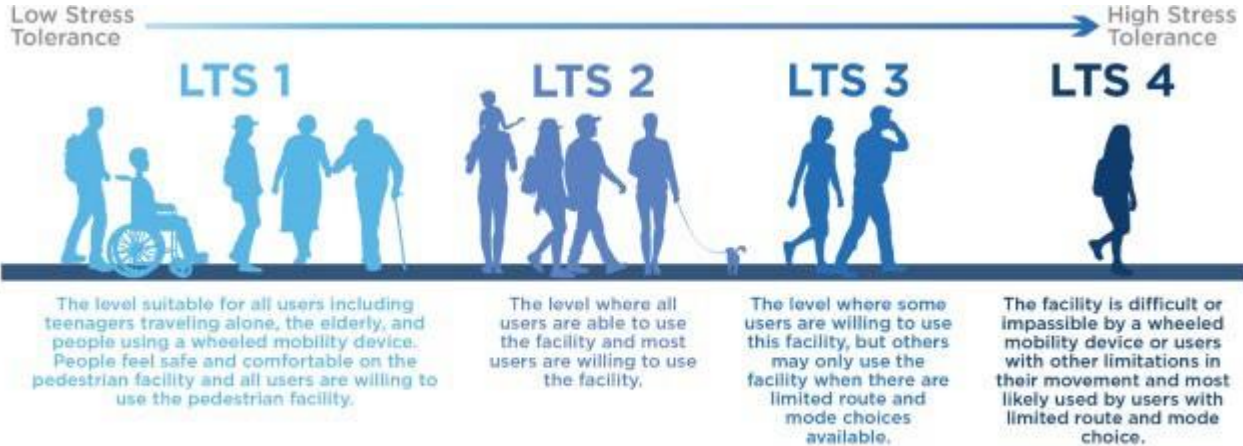 Low Stress
Tolerance
High Stress
Tolerance
LTS 1
LTS 2
LTS 3
LTS 4
The level suitable for all users including
teenagers traveling alone, the elderly, and
people using a wheeled mobility device.
People feel safe and comfortable on the
pedestrian facility and all users are willing to
use the pedestrian facility.
The level where all
users are able to use
the facility and most
users are willing to use
the facility.
The level where some
users are willing to use
this facility, but others
may only use the
facility when there are
limited route and
mode choices
available.
The facility is difficult or
impassible by a wheeled
mobility device or users
with other limitations in
their movement and most
likely used by users with
limited route and mode
choice.